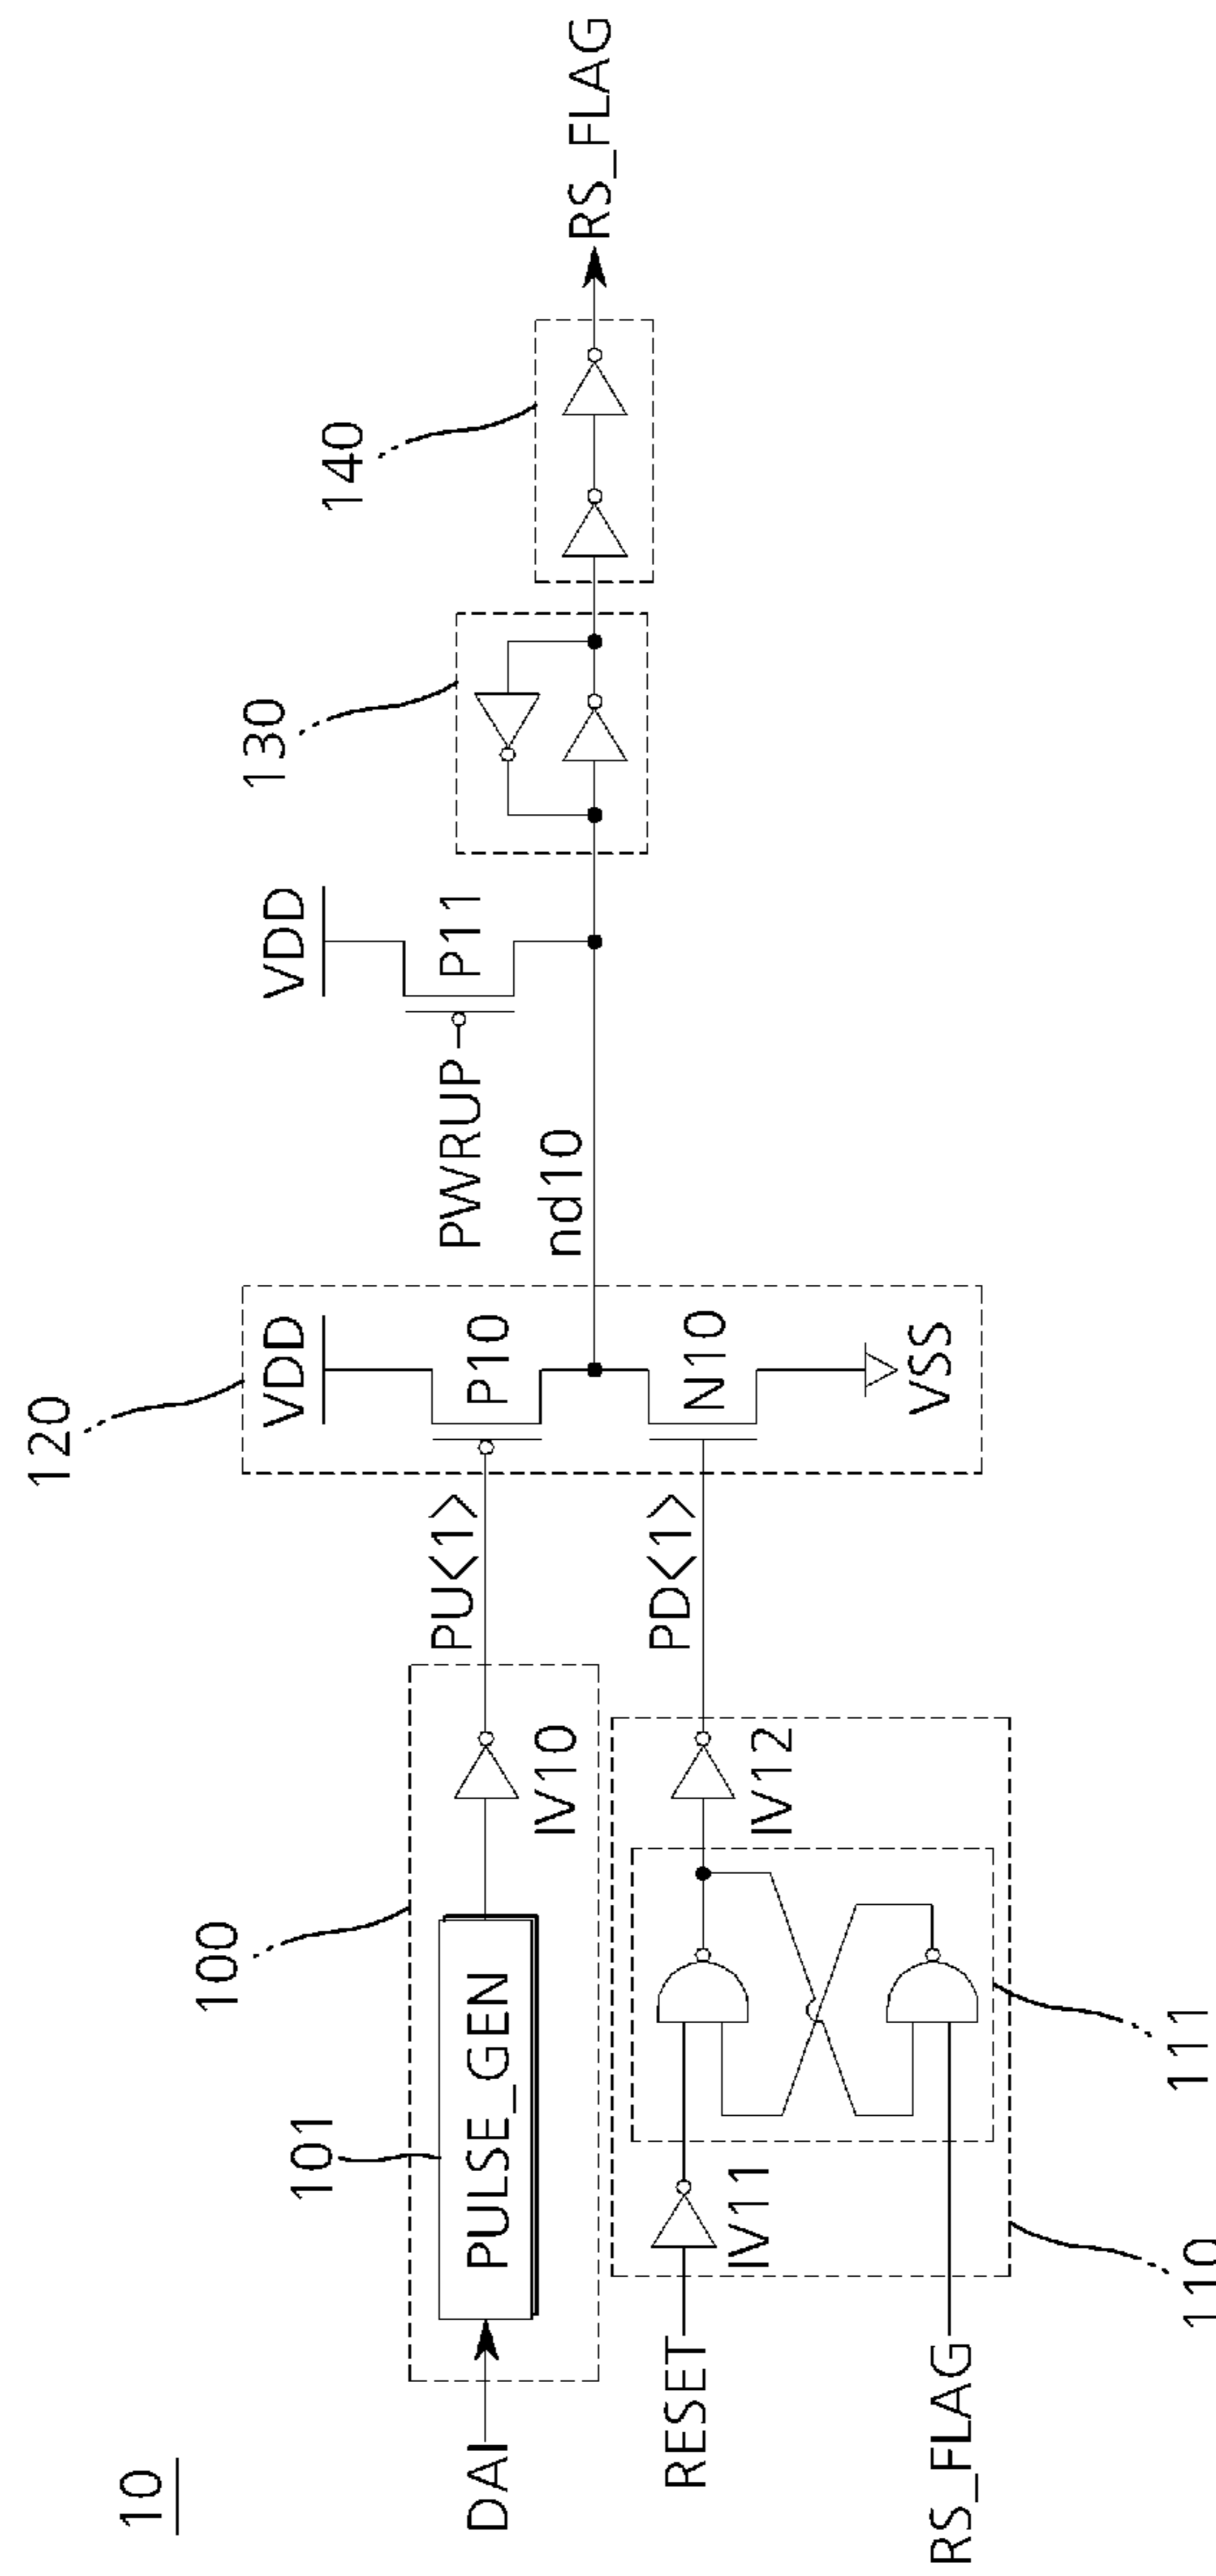 10
120
VDD
VDD
130
140
P10
P11
PWRUP
nd10
RS_FLAG
100
101
DAI
PULSE_GEN
IV10
PU<1>
PD<1>
N10
VSS
RESET
IV11
IV12
RS_FLAG
111
110